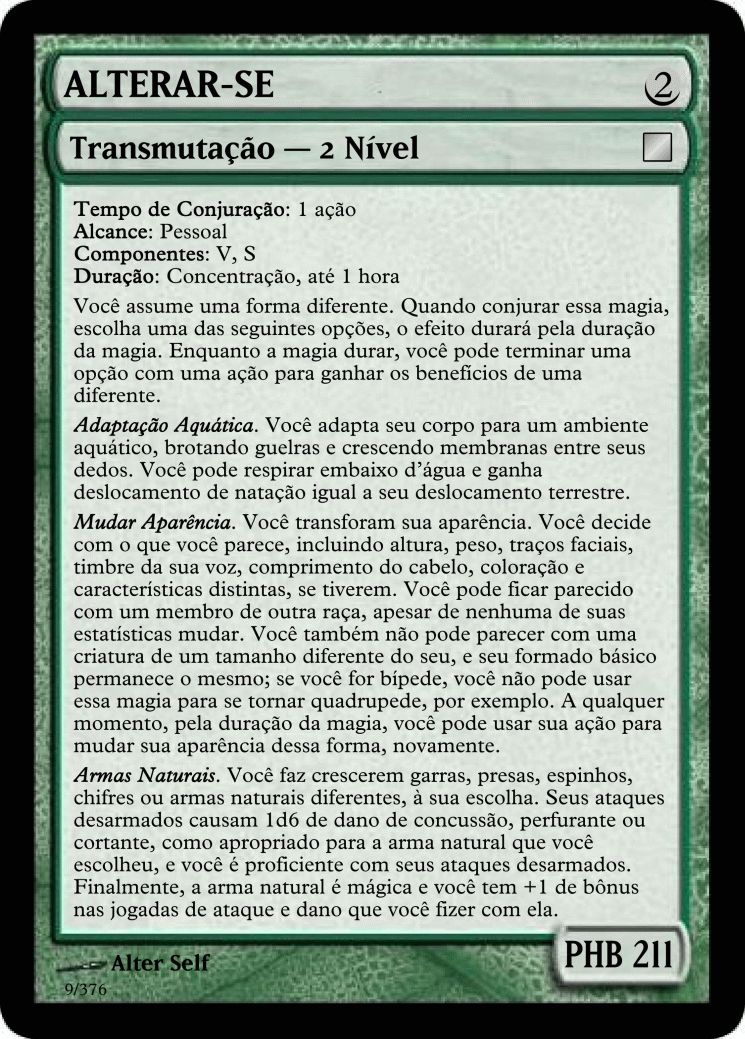 ALTERAR-SE 2
Transmutação — 2 Nível
Tempo de Conjuração: 1 ação
Alcance: Pessoal
Componentes: V, S
Duração: Concentração, até 1 hora
Você assume uma forma diferente. Quando conjurar essa magia,
escolha uma das seguintes opções, o efeito durará pela duração
da magia. Enquanto a magia durar, você pode terminar uma
opção com uma ação para ganhar os benefícios de uma
diferente.
Adaptação Aquática. Você adapta seu corpo para um ambiente
aquático, brotando guelras e crescendo membranas entre seus
dedos. Você pode respirar embaixo d'água e ganha
deslocamento de natação igual a seu deslocamento terrestre.
Mudar Aparência. Você transforam sua aparência. Você decide
com o que você parece, incluindo altura, peso, traços faciais,
timbre da sua voz, comprimento do cabelo, coloração e
características distintas, se tiverem. Você pode ficar parecido
com um membro de outra raça, apesar de nenhuma de suas
estatísticas mudar. Você também não pode parecer com uma
criatura de um tamanho diferente do seu, e seu formado básico
permanece o mesmo; se você for bípede, você não pode usar
essa magia para se tornar quadrupede, por exemplo. A qualquer
momento, pela duração da magia, você pode usar sua ação para
mudar sua aparência dessa forma, novamente.
Armas Naturais. Você faz crescerem garras, presas, espinhos,
chifres ou armas naturais diferentes, à sua escolha. Seus ataques
desarmados causam 1d6 de dano de concussão, perfurante ou
cortante, como apropriado para a arma natural que você
escolheu, e você é proficiente com seus ataques desarmados.
Finalmente, a arma natural é mágica e você tem +1 de bônus
nas jogadas de ataque e dano que você fizer com ela.
PHB 211
Alter Self
9/376